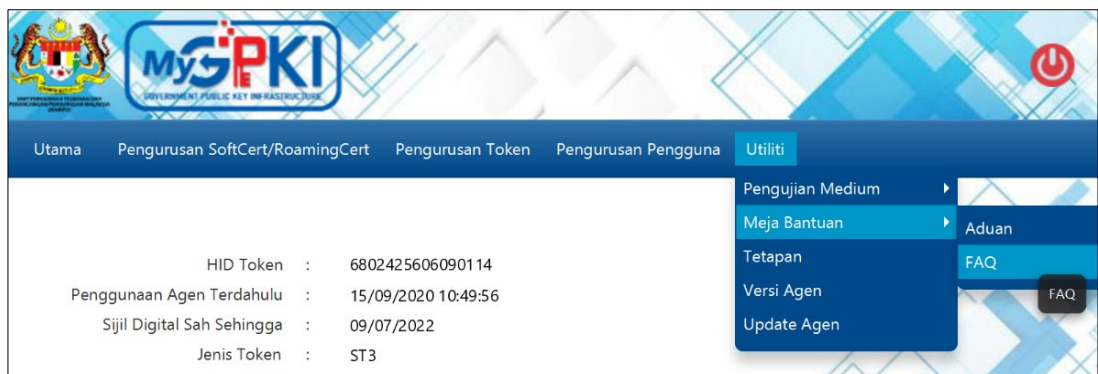 MyGPKI
GOVERNMENT PUBLIC KEY INFRASTRUCTURE
Utama Pengurusan SoftCert/RoamingCert Pengurusan Token Pengurusan Pengguna Utiliti
Pengujian Medium
Meja Bantuan
Aduan
Tetapan
FAQ
Versi Agen
FAQ
Update Agen
HID Token : 6802425606090114
Penggunaan Agen Terdahulu : 15/09/2020 10:49:56
Sijil Digital Sah Sehingga : 09/07/2022
Jenis Token : ST3